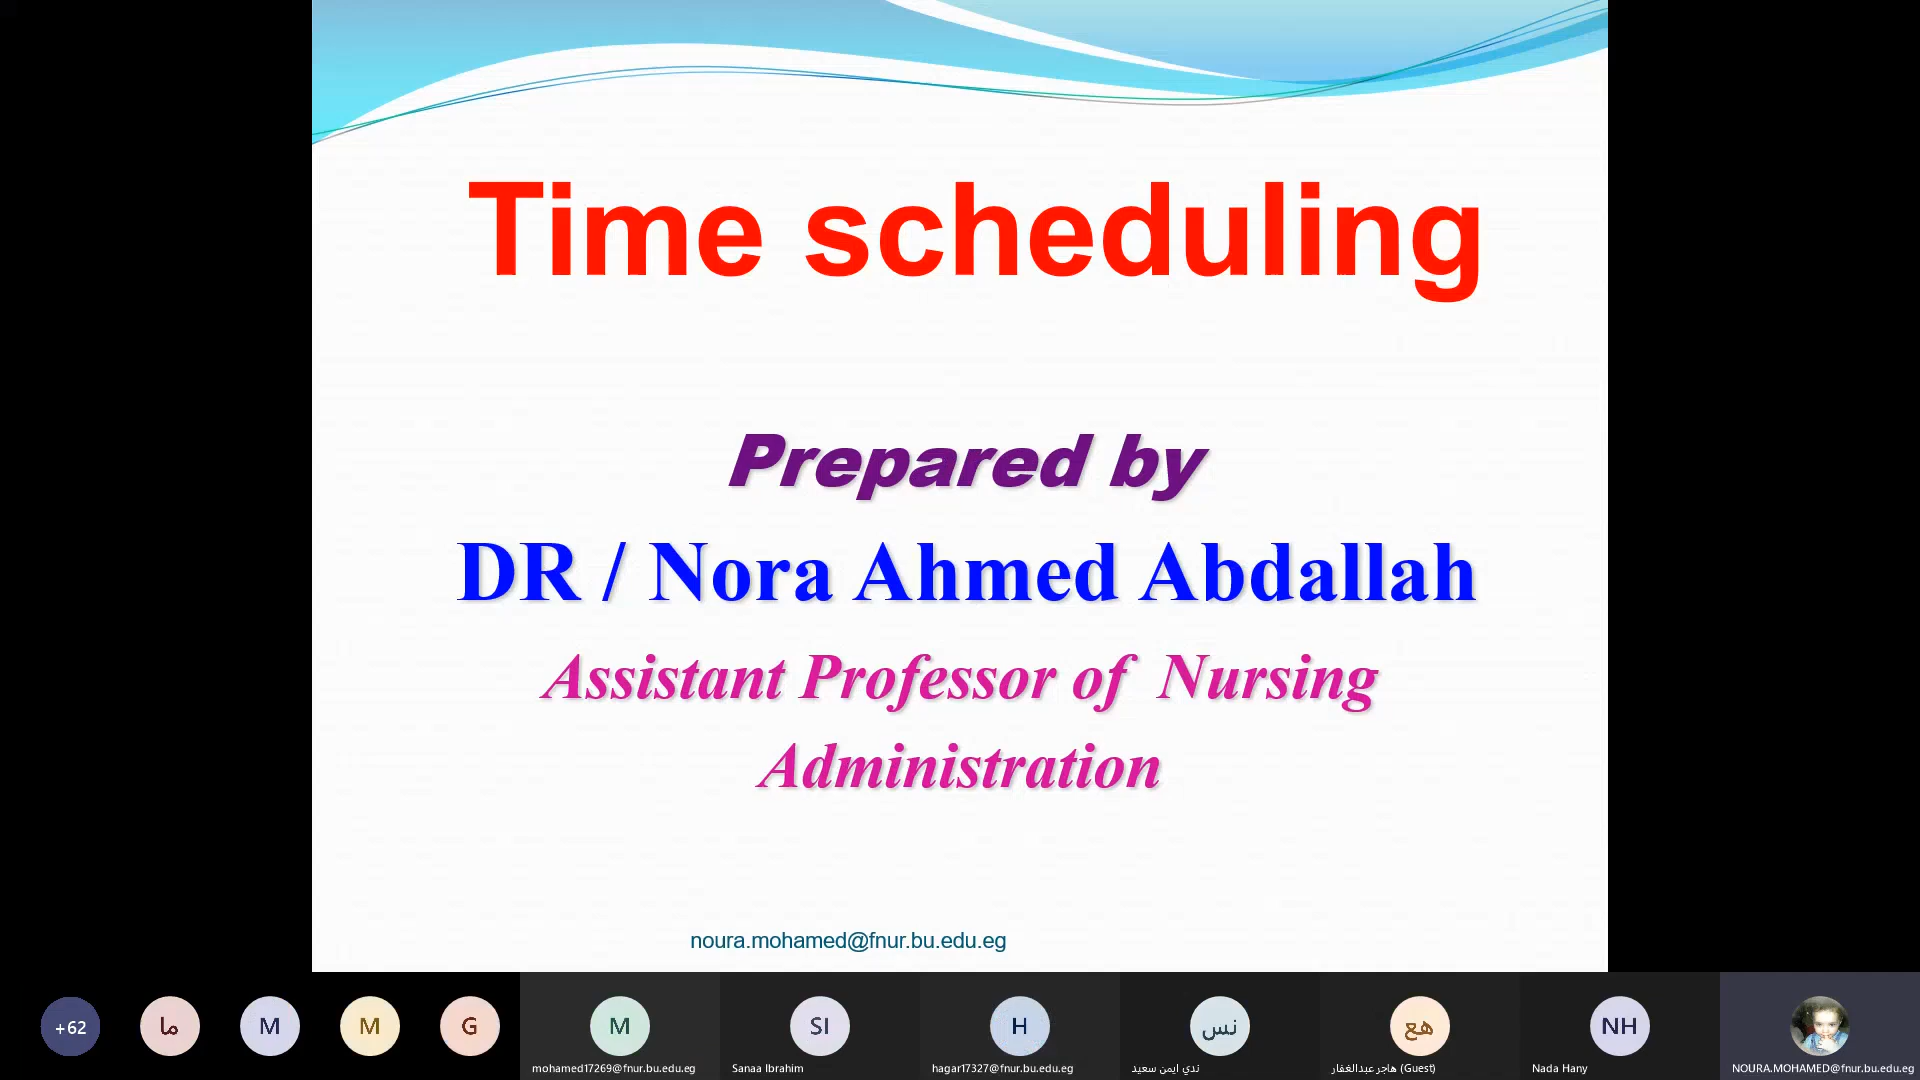 Time scheduling
Prepared by
DR / Nora Ahmed Abdallah
Assistant Professor of Nursing
Administration
noura.mohamed@fnur.bu.edu.eg
+62
ما
M
M
G
M
SI
H
نس
هع
NH
mohamed17269@fnur.bu.edu.eg
Sanaa Ibrahim
hagar17327@fnur.bu.edu.eg
ندي ايمن سعيد
هاجر عبدالغفار (Guest)
Nada Hany
NOURA.MOHAMED@fnur.bu.edu.eg